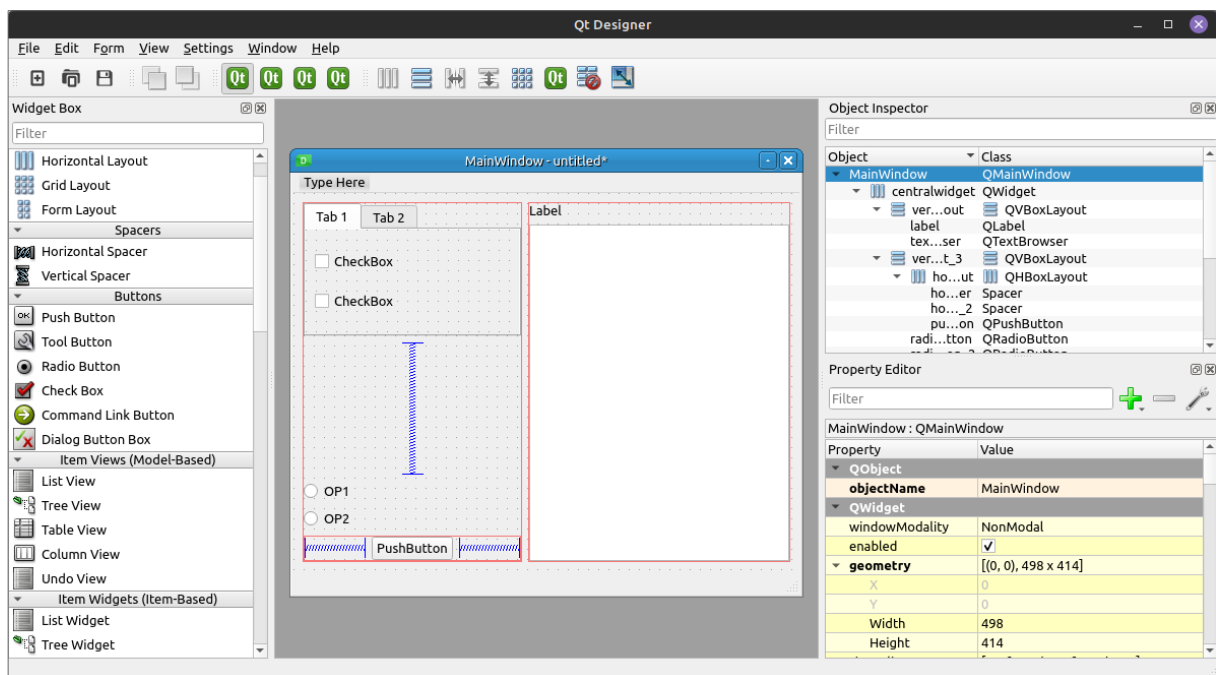 Qt Designer
File Edit Form View Settings Window Help
Qt Qt Qt Qt Qt
Widget Box
Filter
Horizontal Layout
Grid Layout
Form Layout
Spacers
Horizontal Spacer
Vertical Spacer
Buttons
OK Push Button
Tool Button
Radio Button
Check Box
Command Link Button
Dialog Button Box
Item Views (Model-Based)
List View
Tree View
Table View
Column View
Undo View
Item Widgets (Item-Based)
List Widget
Tree Widget
D MainWindow - untitled*
Type Here
Tab 1 Tab 2
CheckBox
CheckBox
OP1
OP2
PushButton
Label
Object Inspector
Filter
Object Class
MainWindow QMainWindow
centralwidget QWidget
ver...out QVBoxLayout
label QLabel
tex...ser QTextBrowser
ver...t_3 QVBoxLayout
ho...ut QHBoxLayout
ho...er Spacer
ho..._2 Spacer
pu...on QPushButton
radi...tton QRadioButton
QRadioButton
Property Editor
Filter
MainWindow : QMainWindow
Property Value
QObject
objectName MainWindow
QWidget
windowModality NonModal
enabled
geometry [(0, 0), 498 x 414]
X 0
Y 0
Width 498
Height 414